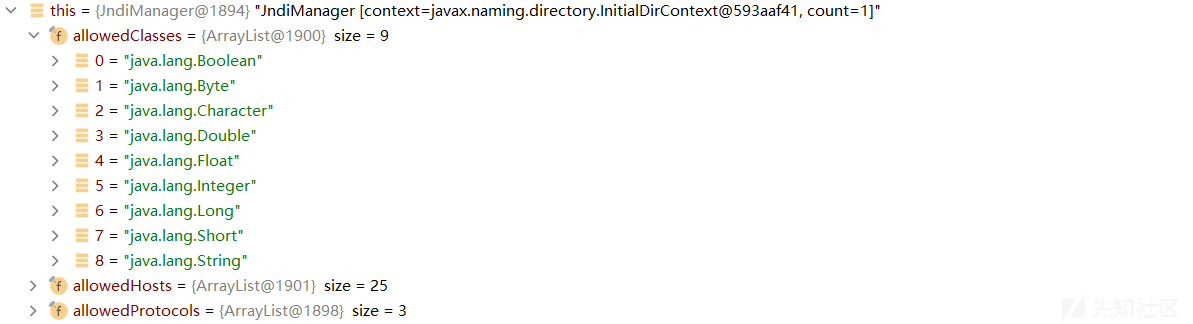 this = {JndiManager@1894} "JndiManager [context=javax.naming.directory.InitialDirContext@593aaf41, count=1]"
f allowedClasses = {ArrayList@1900} size = 9
0 = "java.lang.Boolean"
1 = "java.lang.Byte"
2 = "java.lang.Character"
3 = "java.lang.Double"
4 = "java.lang.Float"
5 = "java.lang.Integer"
6 = "java.lang.Long"
7 = "java.lang.Short"
8 = "java.lang.String"
f allowedHosts = {ArrayList@1901} size = 25
f allowedProtocols = {ArrayList@1898} size = 3
先知社区